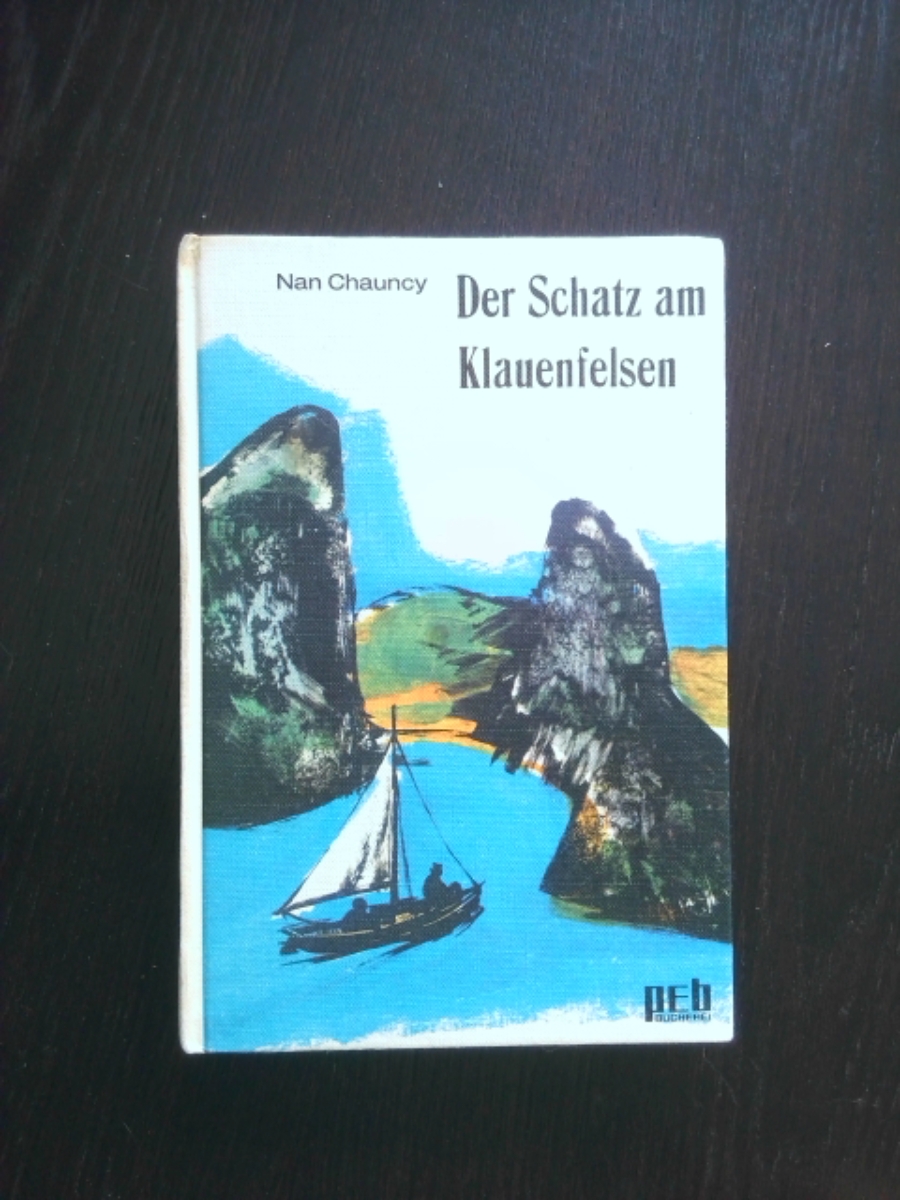 Nan Chauncy
Der Schatz am
Klauenfelsen
PEb
BÜCHEREI